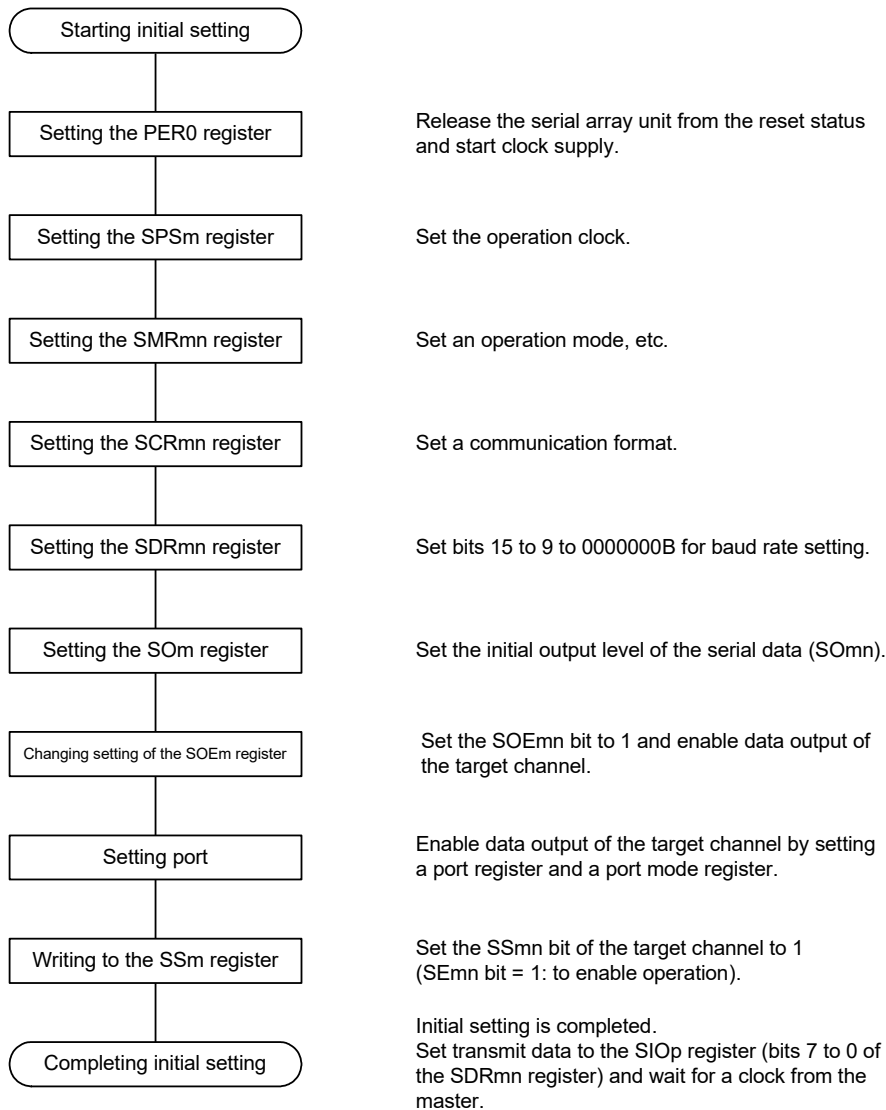 Starting initial setting
Setting the PER0 register
Release the serial array unit from the reset status
and start clock supply.
Setting the SPSm register
Set the operation clock.
Setting the SMRmn register
Set an operation mode, etc.
Setting the SCRmn register
Set a communication format.
Setting the SDRmn register
Set bits 15 to 9 to 0000000B for baud rate setting.
Setting the SOm register
Set the initial output level of the serial data (SOmn).
Changing setting of the SOEm register
Set the SOEmn bit to 1 and enable data output of
the target channel.
Setting port
Enable data output of the target channel by setting
a port register and a port mode register.
Writing to the SSm register
Set the SSmn bit of the target channel to 1
(SEmn bit = 1: to enable operation).
Completing initial setting
Initial setting is completed.
Set transmit data to the SIOp register (bits 7 to 0 of
the SDRmn register) and wait for a clock from the
master.